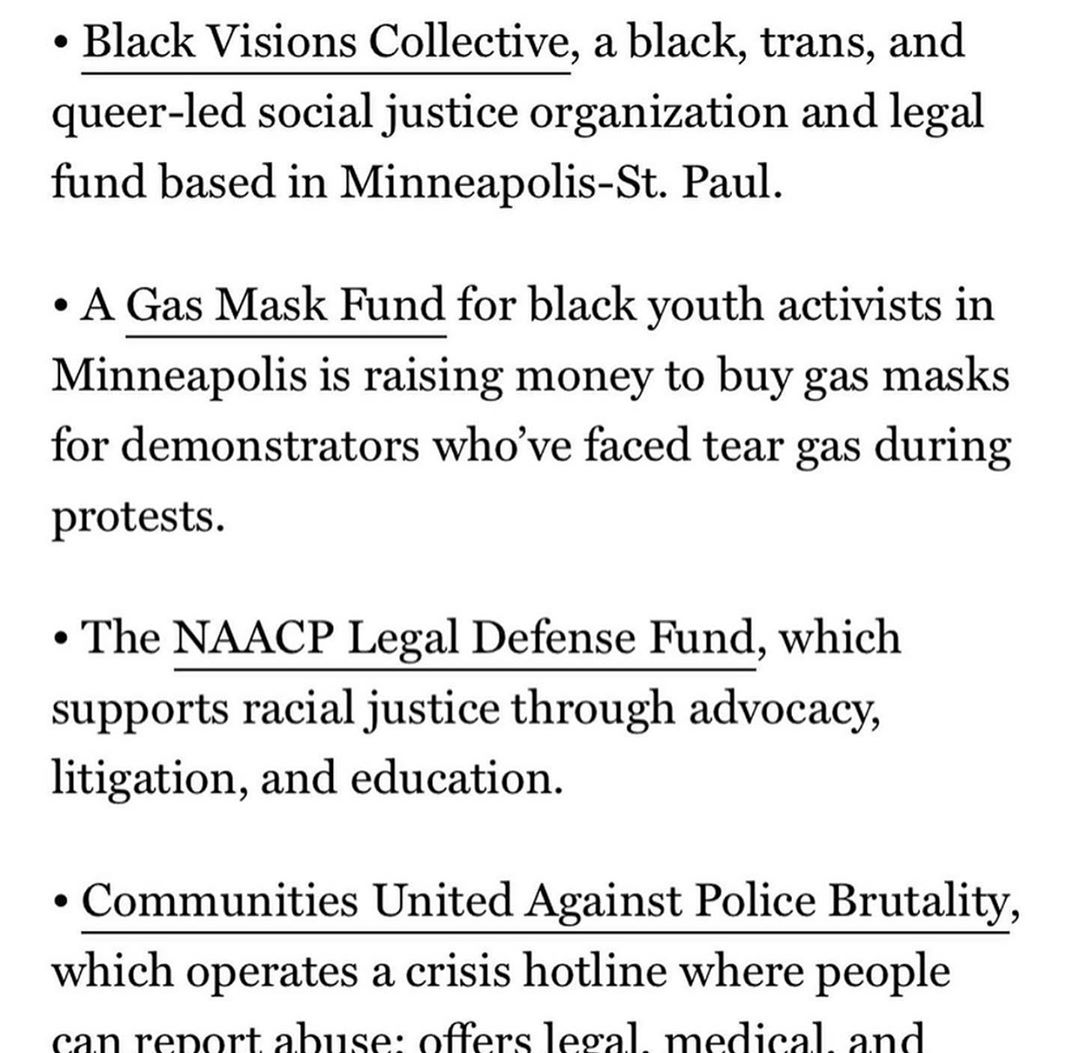 • Black Visions Collective, a black, trans, and
queer-led social justice organization and legal
fund based in Minneapolis-St. Paul.
• A Gas Mask Fund for black youth activists in
Minneapolis is raising money to buy gas masks
for demonstrators who’ve faced tear gas during
protests.
• The NAACP Legal Defense Fund, which
supports racial justice through advocacy,
litigation, and education.
• Communities United Against Police Brutality,
which operates a crisis hotline where people
can report abuse; offers legal, medical, and